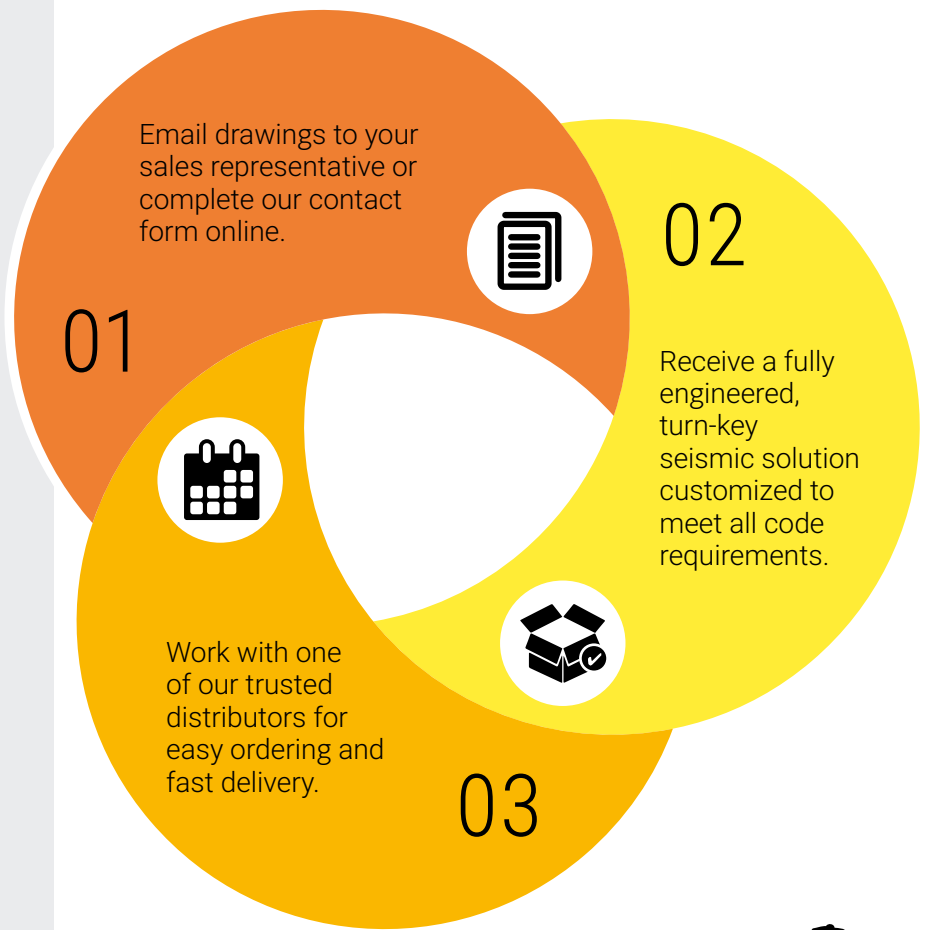 01
Email drawings to your
sales representative or
complete our contact
form online.
02
Receive a fully
engineered,
turn-key
seismic solution
customized to
meet all code
requirements.
03
Work with one
of our trusted
distributors for
easy ordering and
fast delivery.